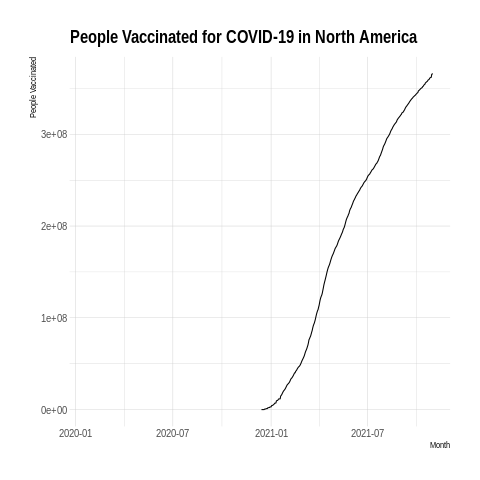 People Vaccinated for COVID-19 in North America
People Vaccinated
3e+08
2e+08
1e+08
0e+00
2020-01 2020-07 2021-01 2021-07
Month